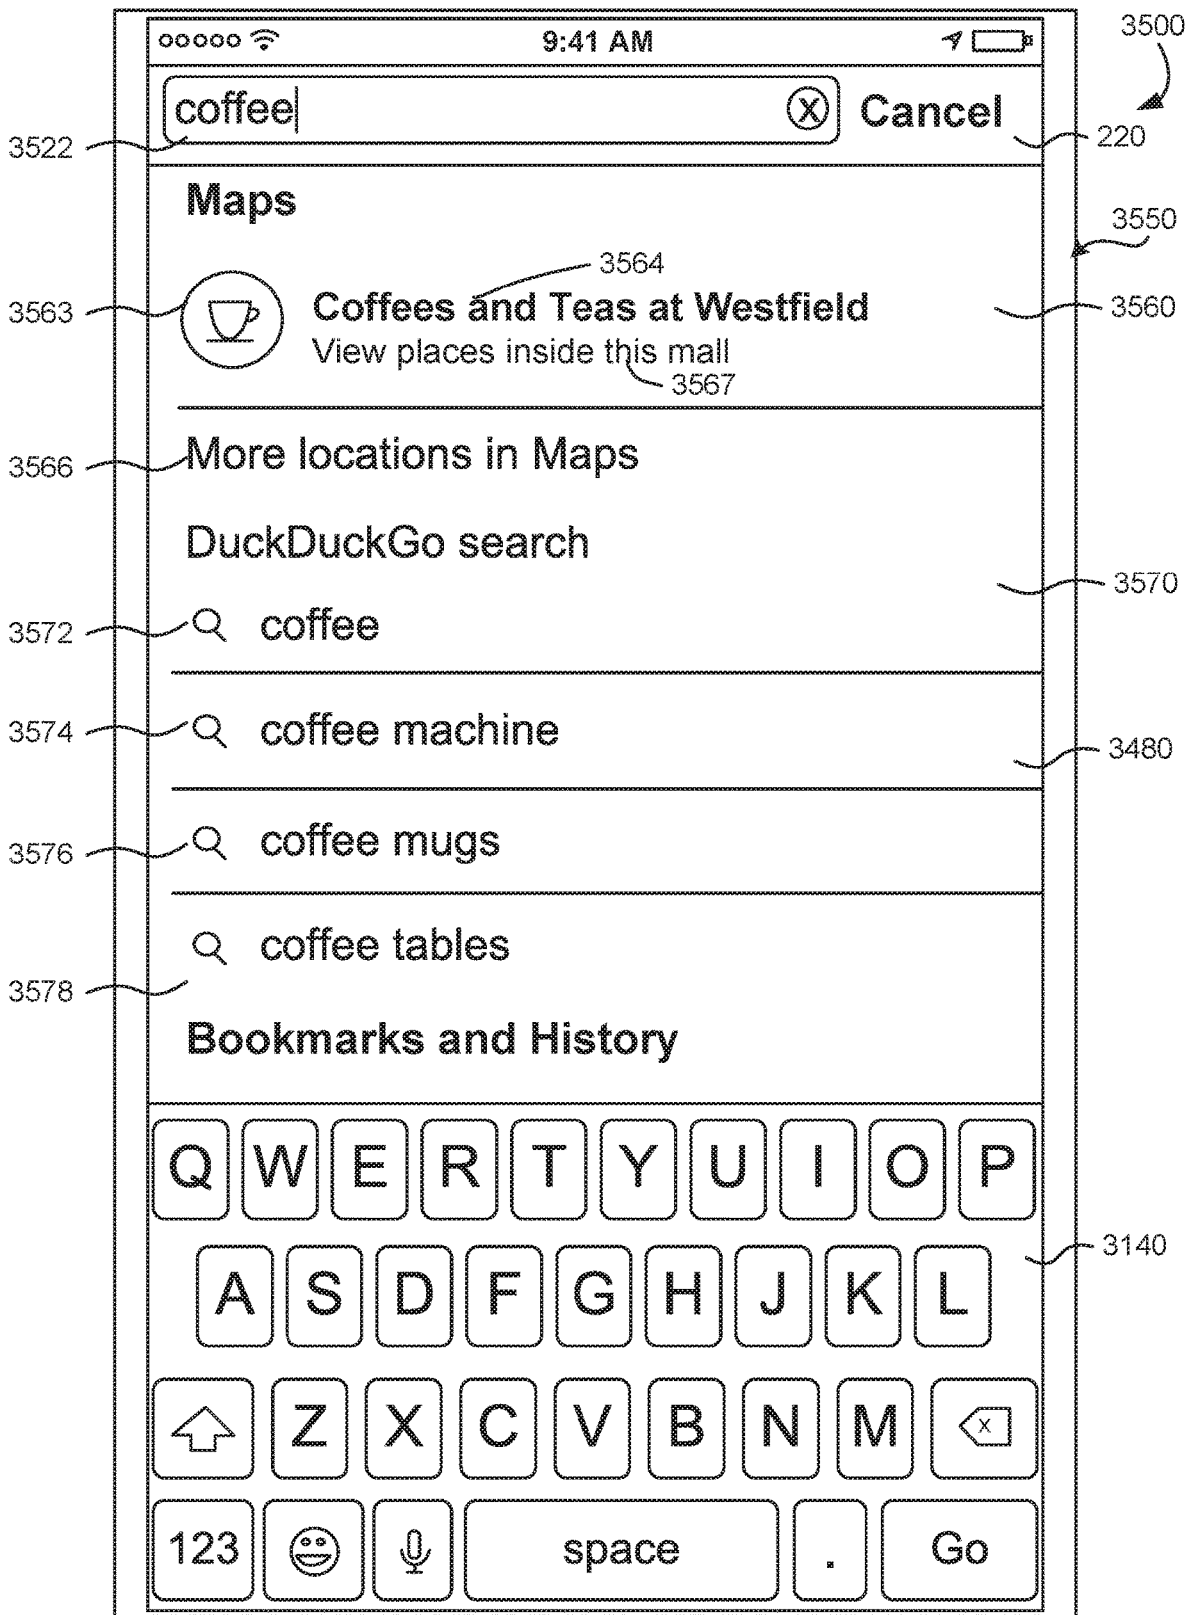 9:41 AM
3500
coffee
X
Cancel
3522
220
Maps
3550
3564
3563
Coffees and Teas at Westfield
3560
View places inside this mall
3567
3566
More locations in Maps
DuckDuckGo search
3570
3572
coffee
3574
coffee machine
3480
3576
coffee mugs
coffee tables
3578
Bookmarks and History
Q W E R T Y U I O P
3140
A S D F G H J K L
Z X C V B N M X
123 space . Go